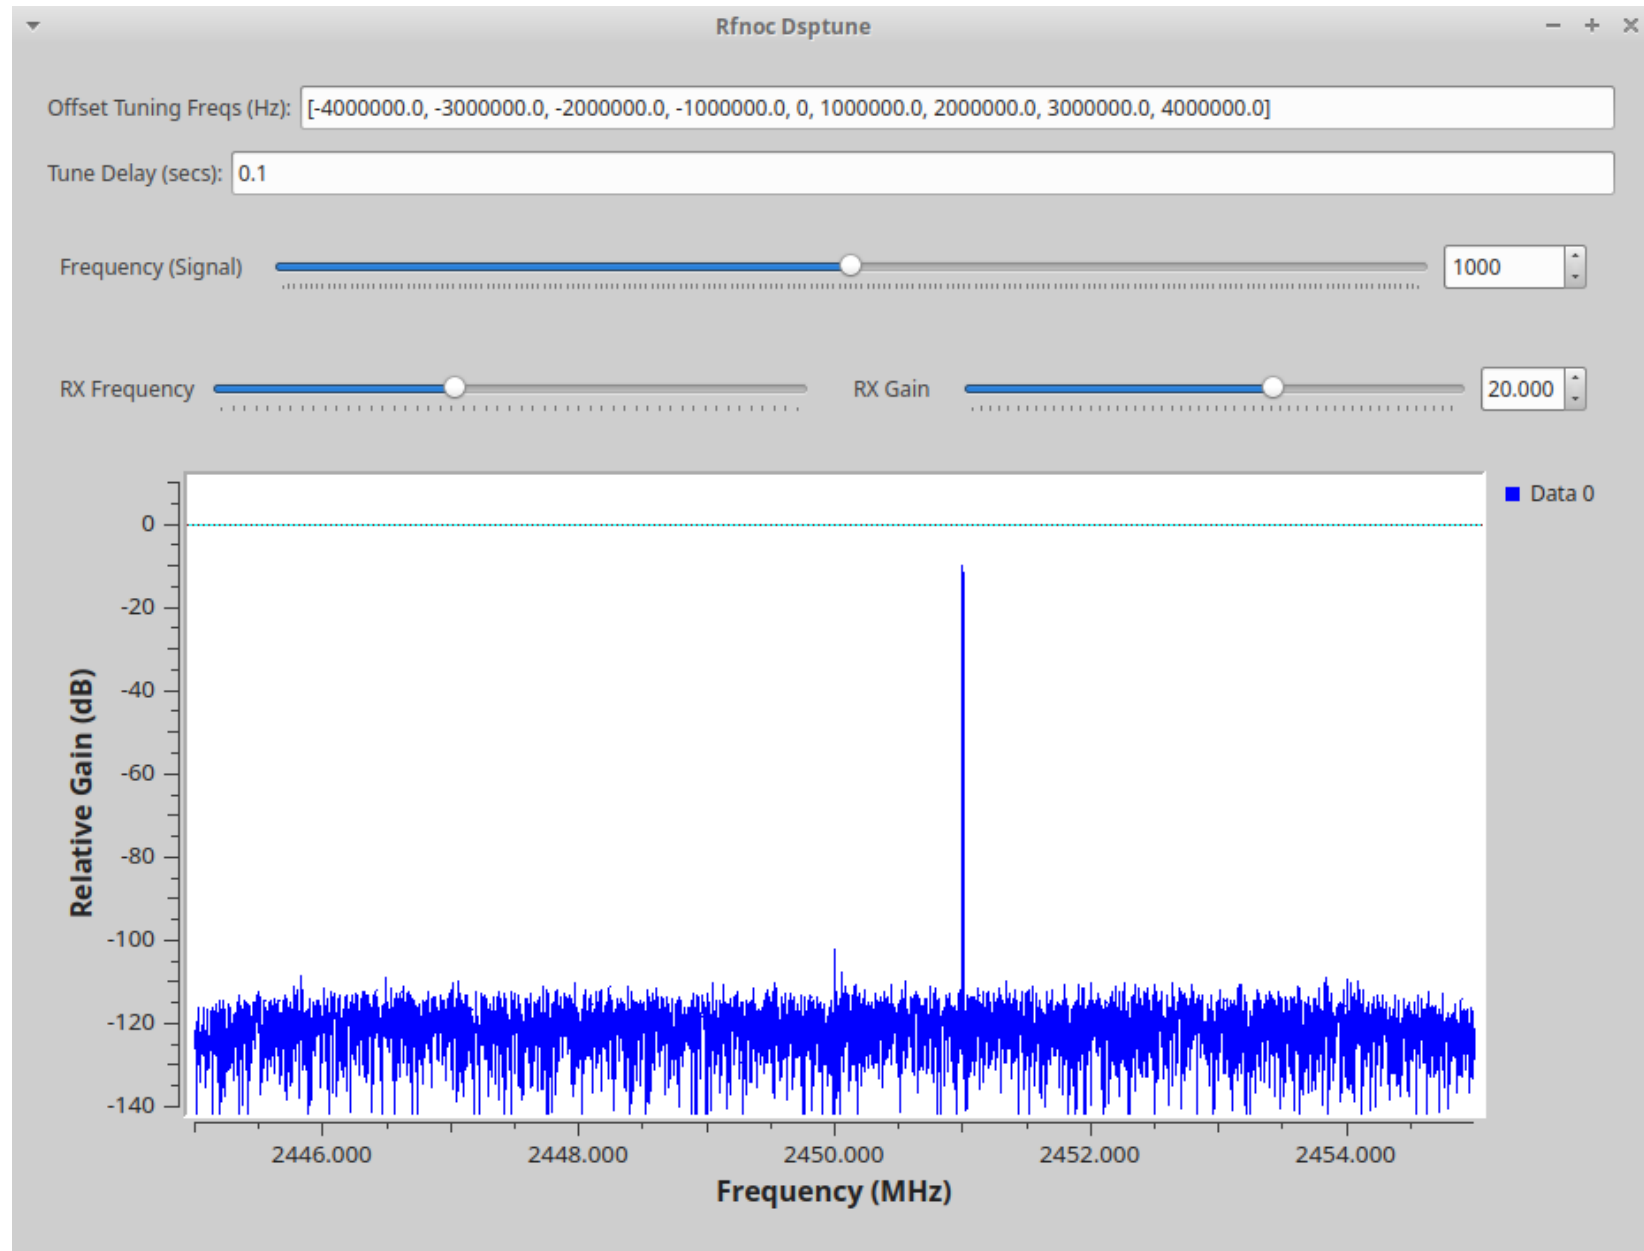 Rfnoc Dsptune
Offset Tuning Freqs (Hz): [-4000000.0, -3000000.0, -2000000.0, -1000000.0, 0, 1000000.0, 2000000.0, 3000000.0, 4000000.0]
Tune Delay (secs): 0.1
Frequency (Signal) 1000
RX Frequency RX Gain 20.000
Data 0
0
-20
-40
-60
-80
-100
-120
-140
Relative Gain (dB)
2446.000 2448.000 2450.000 2452.000 2454.000
Frequency (MHz)